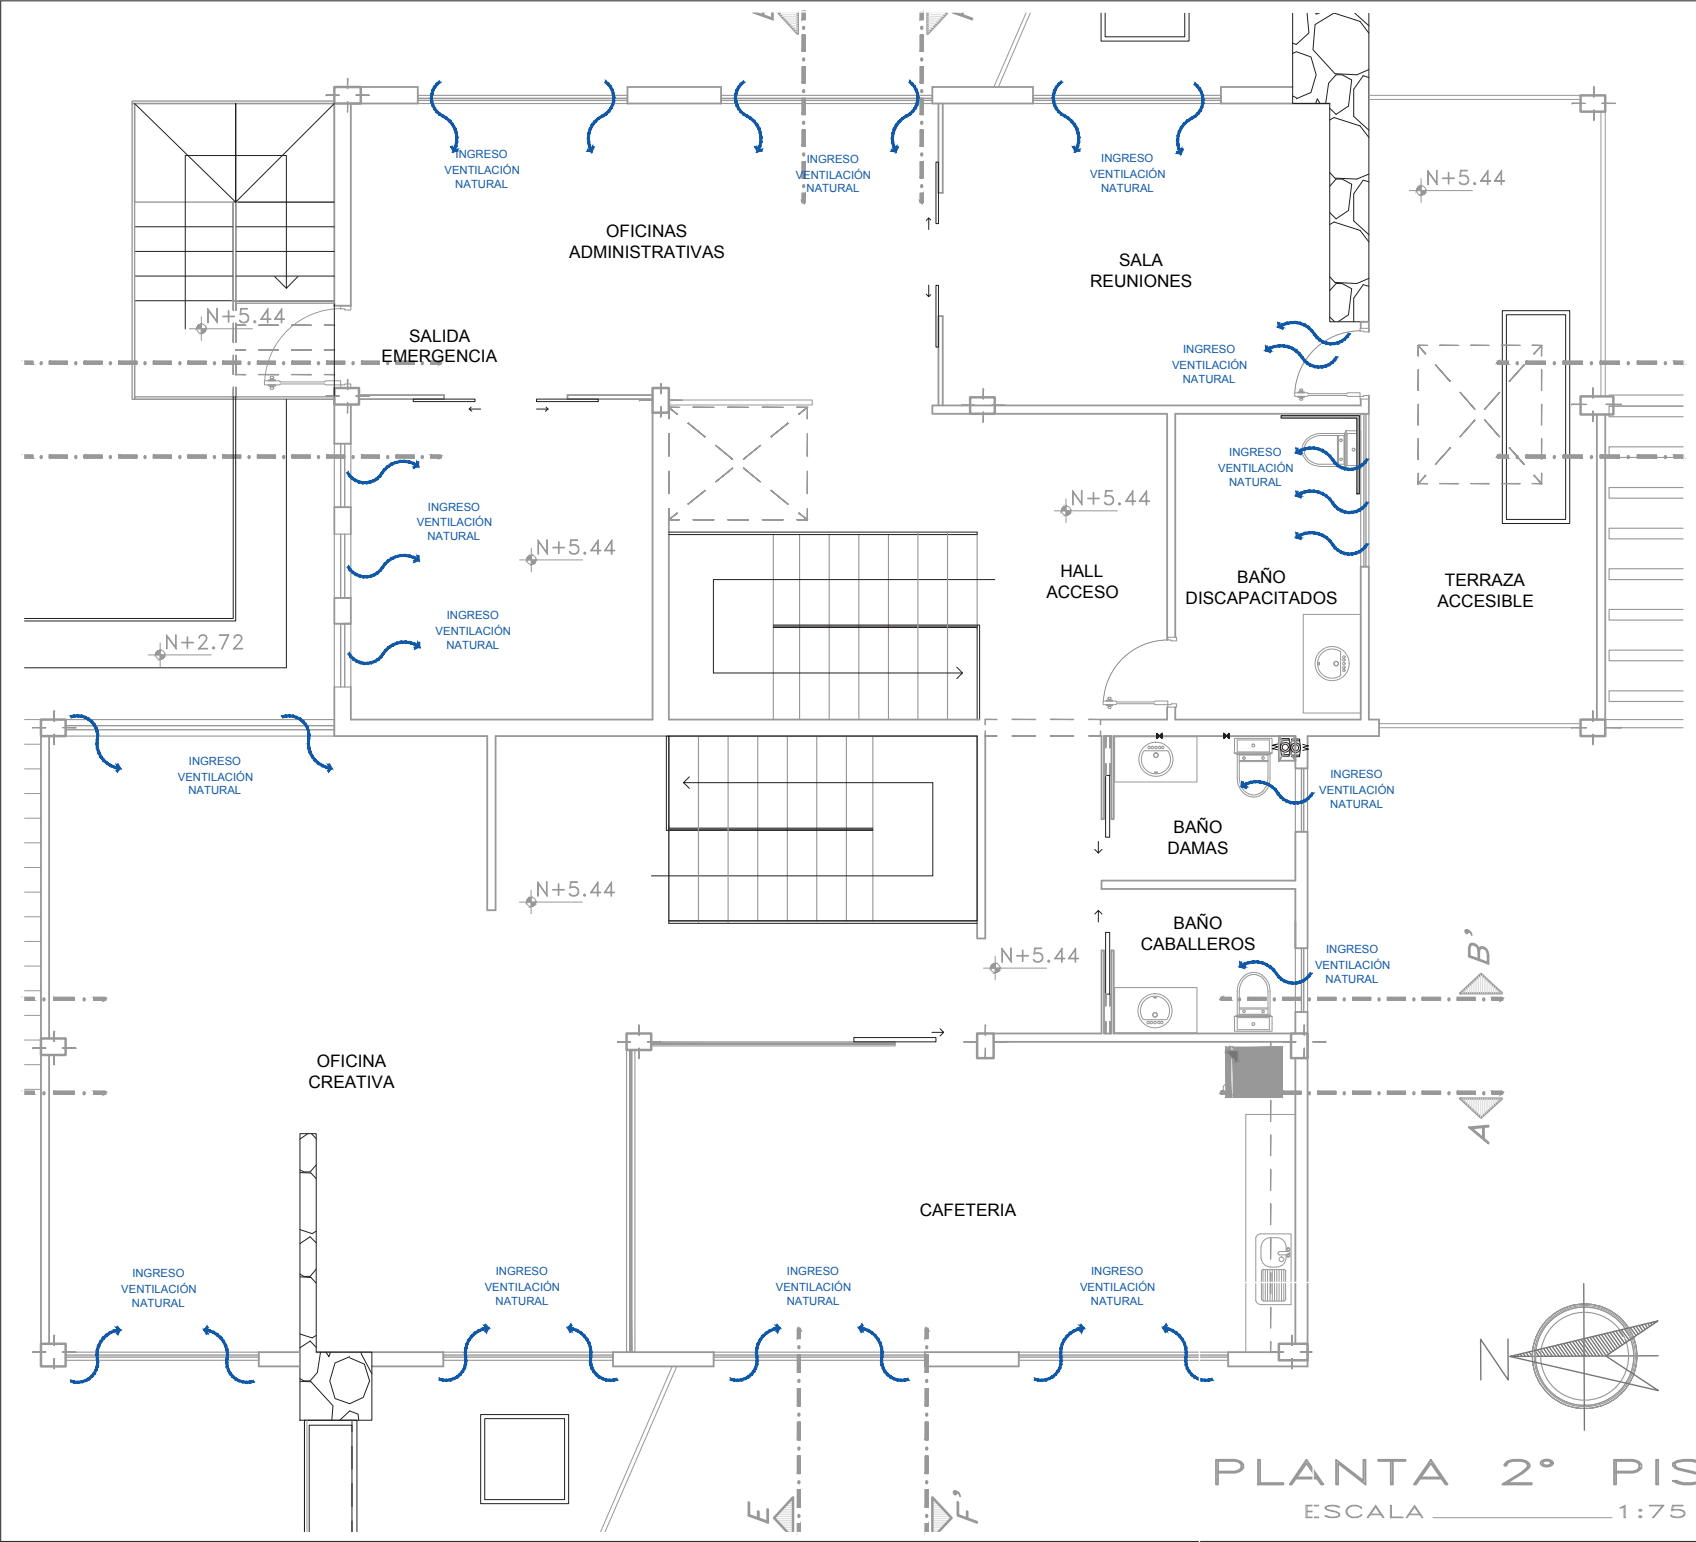 INGRESO
VENTILACIÓN
NATURAL
INGRESO
VENTILACIÓN
NATURAL
INGRESO
VENTILACIÓN
NATURAL
N+5.44
OFICINAS
ADMINISTRATIVAS
SALA
REUNIONES
N+5.44
SALIDA
EMERGENCIA
INGRESO
VENTILACIÓN
NATURAL
INGRESO
VENTILACIÓN
NATURAL
INGRESO
VENTILACIÓN
NATURAL
N+5.44
N+5.44
HALL
ACCESO
BAÑO
DISCAPACITADOS
TERRAZA
ACCESIBLE
INGRESO
VENTILACIÓN
NATURAL
N+2.72
INGRESO
VENTILACIÓN
NATURAL
INGRESO
VENTILACIÓN
NATURAL
BAÑO
DAMAS
N+5.44
BAÑO
CABALLEROS
N+5.44
INGRESO
VENTILACIÓN
NATURAL
B'
OFICINA
CREATIVA
A
CAFETERIA
INGRESO
VENTILACIÓN
NATURAL
INGRESO
VENTILACIÓN
NATURAL
INGRESO
VENTILACIÓN
NATURAL
INGRESO
VENTILACIÓN
NATURAL
N
E
F'
PLANTA 2° PIS
ESCALA 1:75